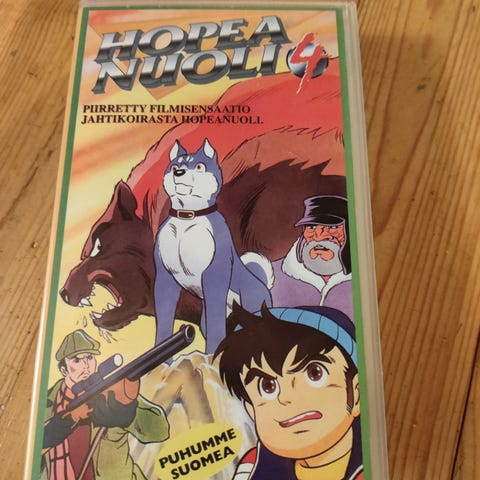 HOPEA
NUOLI 4
PIIRRETTY FILMISENSAATIO
JAHTIKOIRASTA HOPEANUOLI.
PUHUMME
SUOMEA